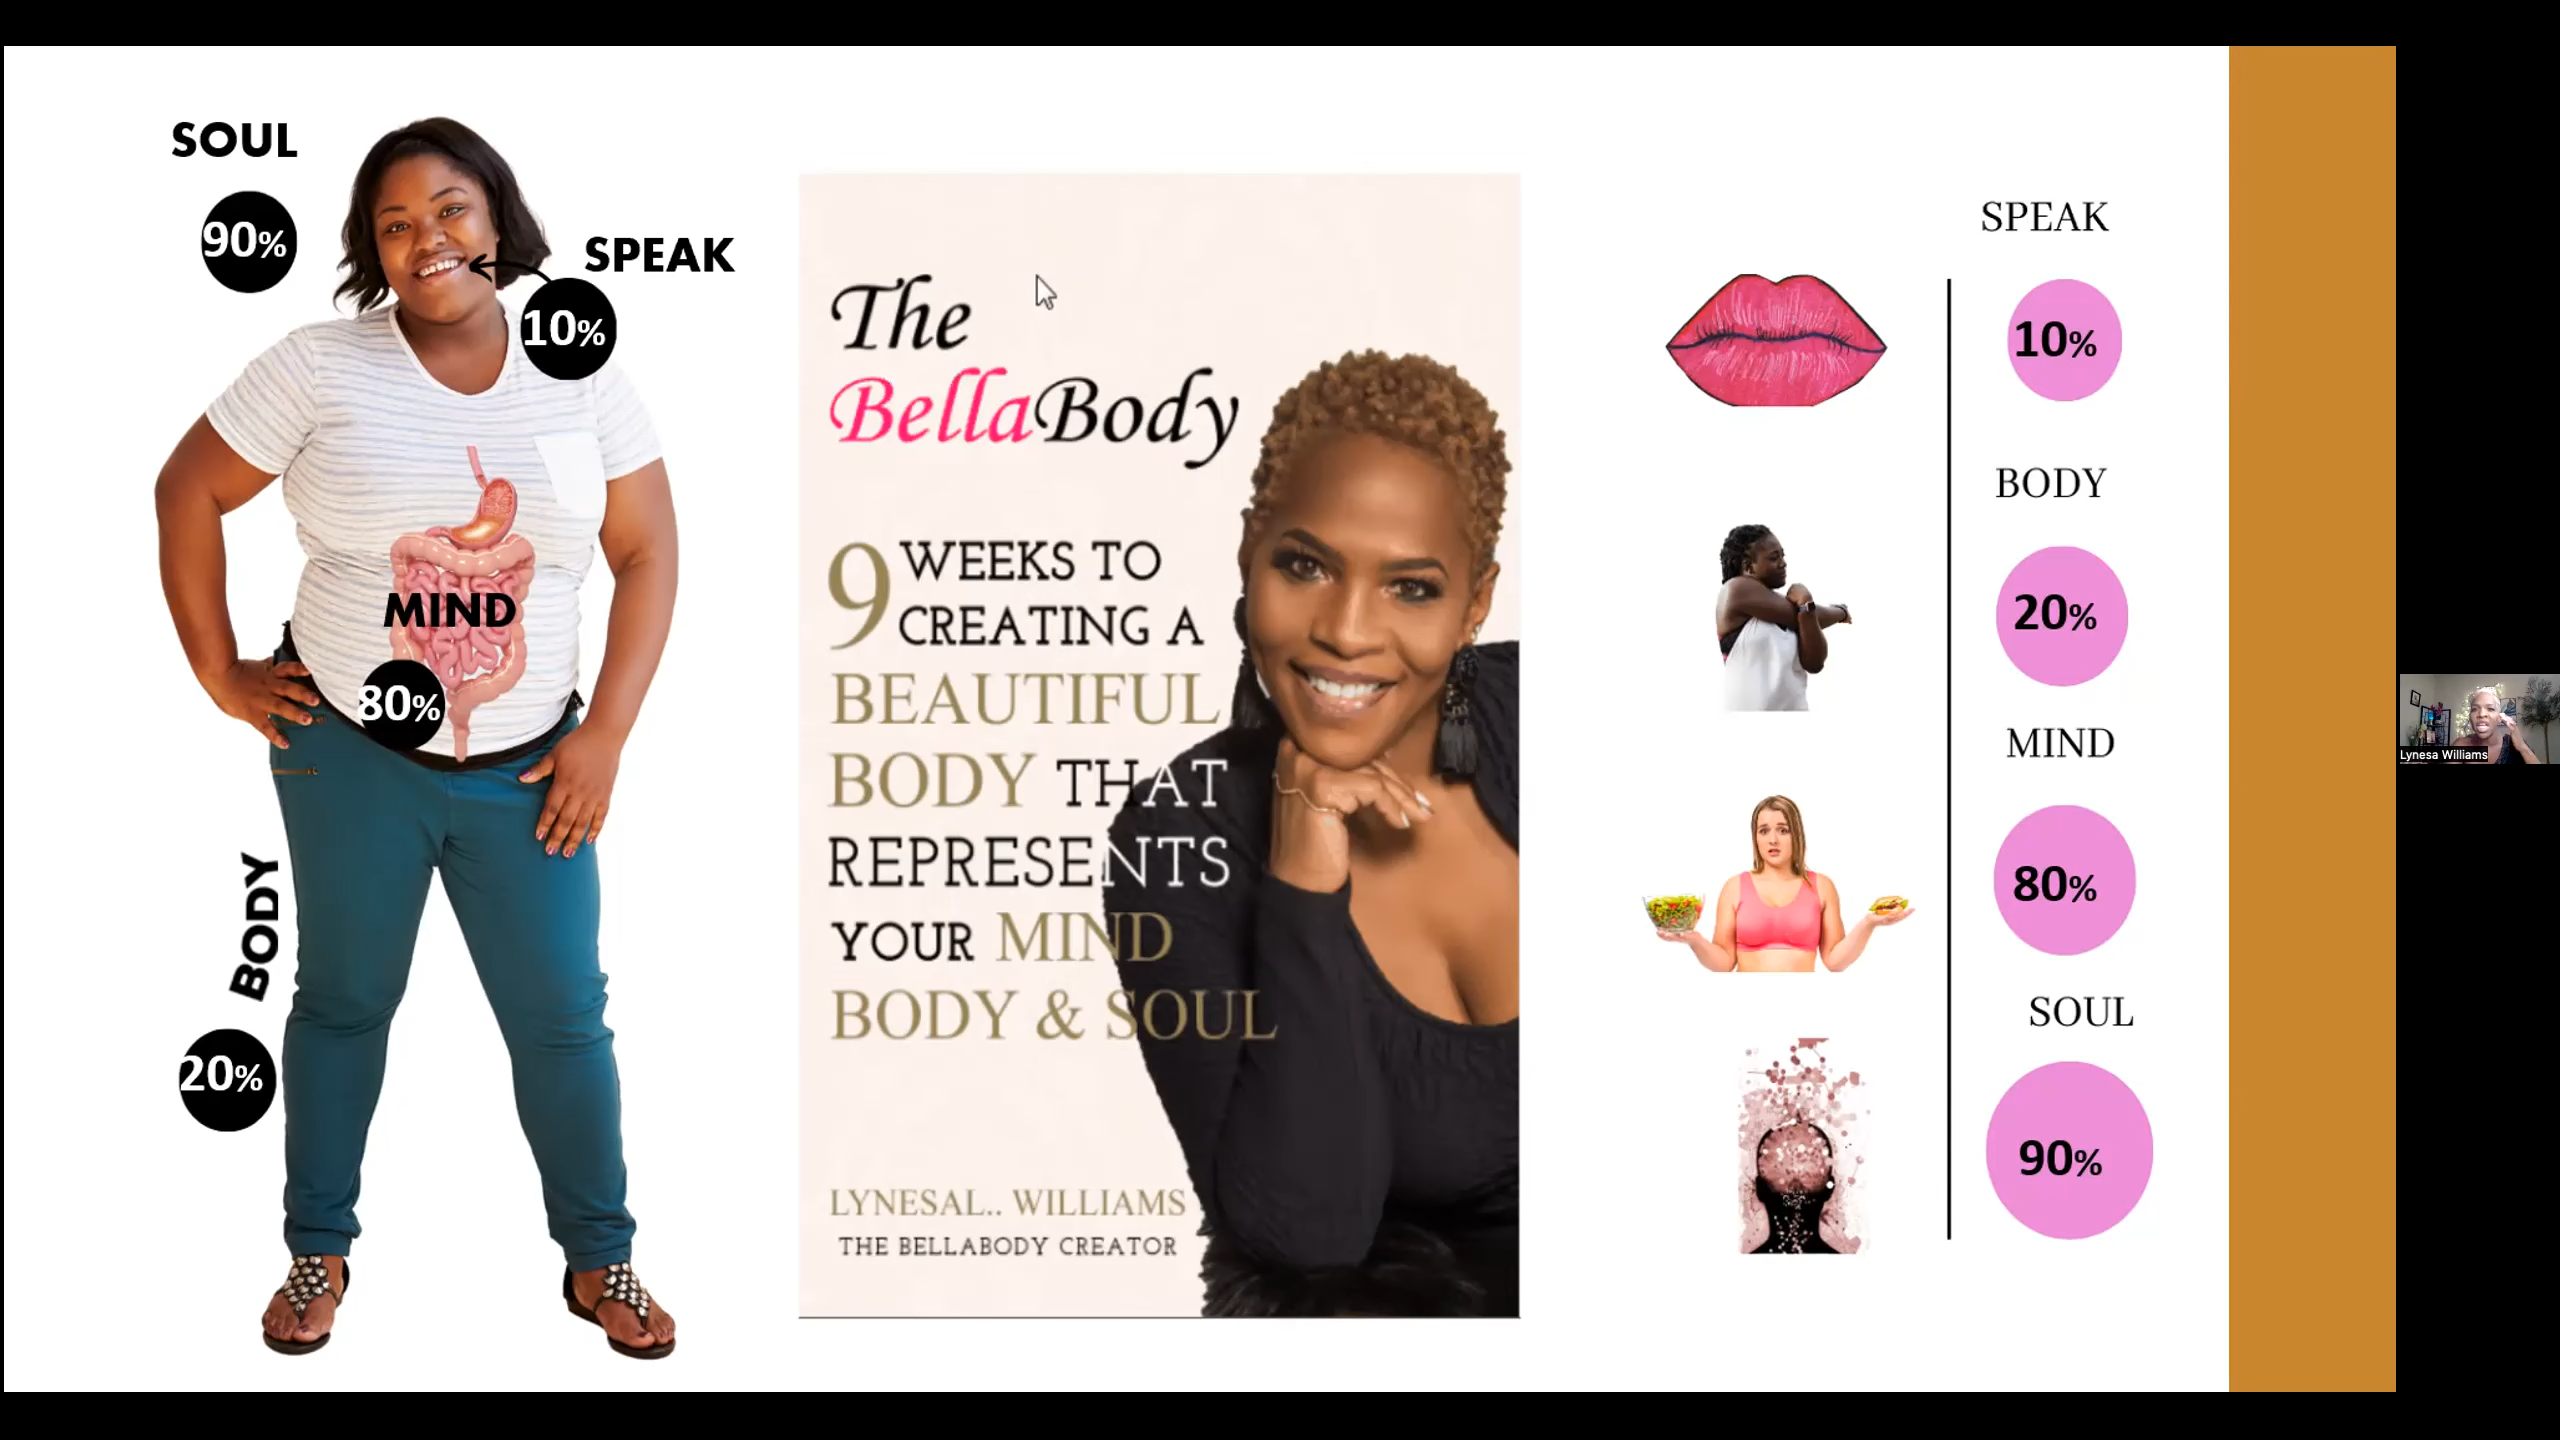 SOUL
90%
SPEAK
10%
MIND
80%
BODY
20%
The
BellaBody
9 WEEKS TO
CREATING A
BEAUTIFUL
BODY THAT
REPRESENTS
YOUR MIND
BODY & SOUL
LYNESAL.. WILLIAMS
THE BELLABODY CREATOR
SPEAK
10%
BODY
20%
MIND
80%
SOUL
90%
Lynesa Williams